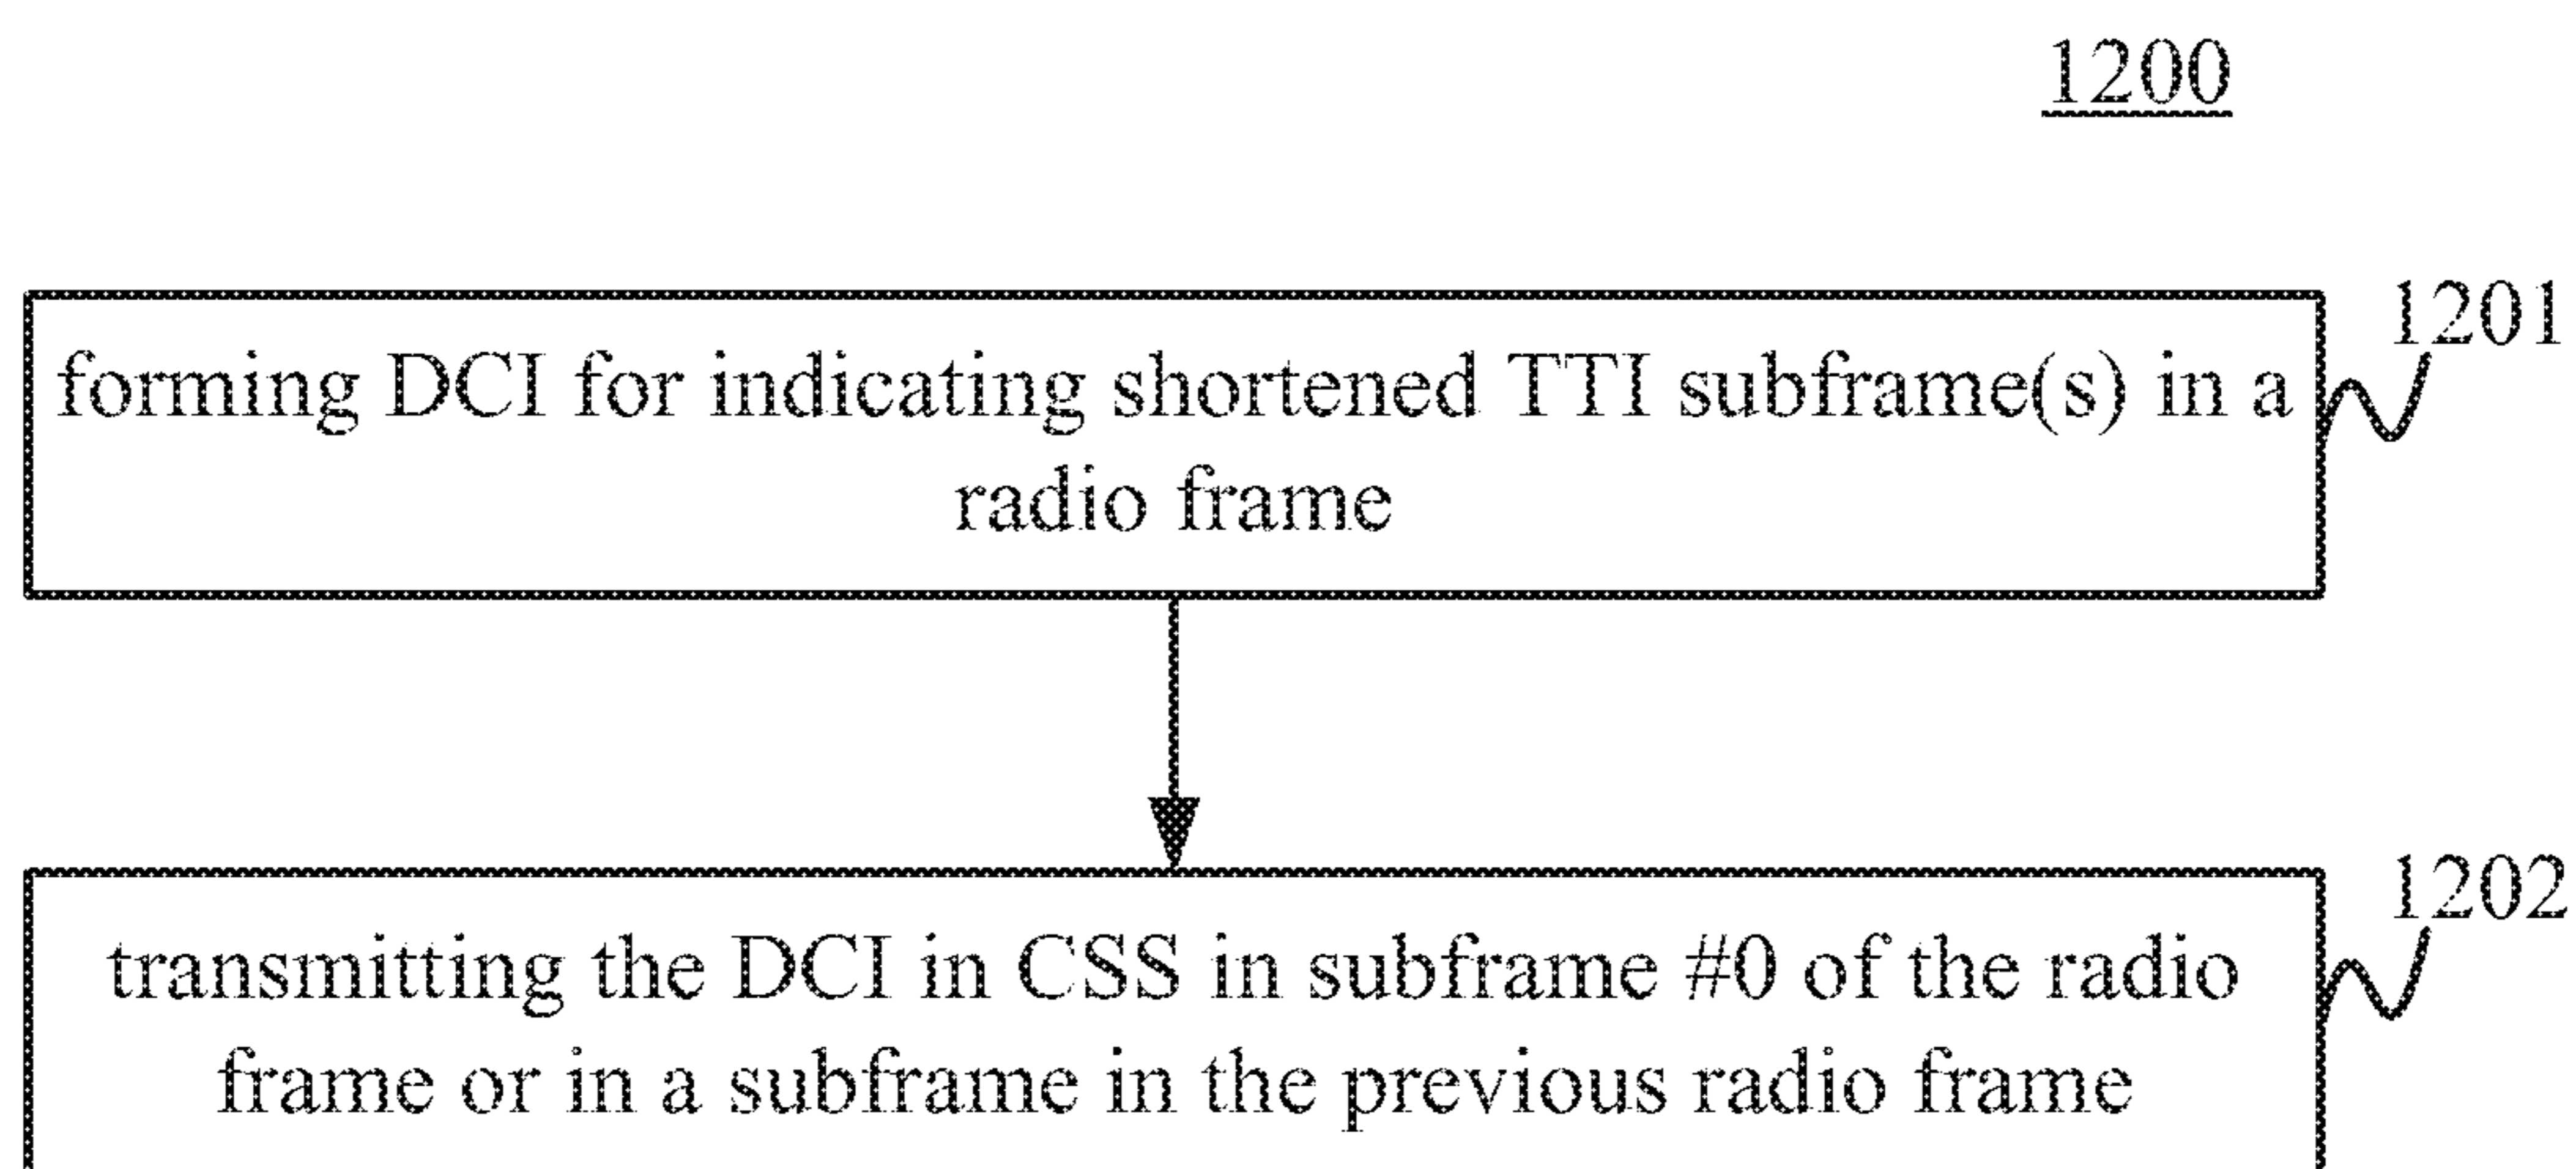 1200
1201
forming DCI for indicating shortened TTI subframe(s) in a
radio frame
1202
transmitting the DCI in CSS in subframe #0 of the radio
frame or in a subframe in the previous radio frame